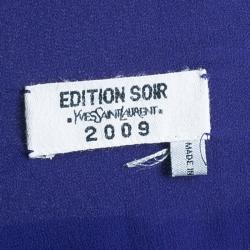 EDITION SOIR
YVESSAINTLAURENT
2009
MADE IN